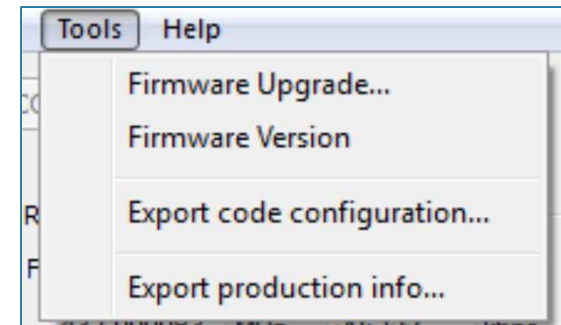 Tools Help
Firmware Upgrade...
Firmware Version
Export code configuration...
Export production info...